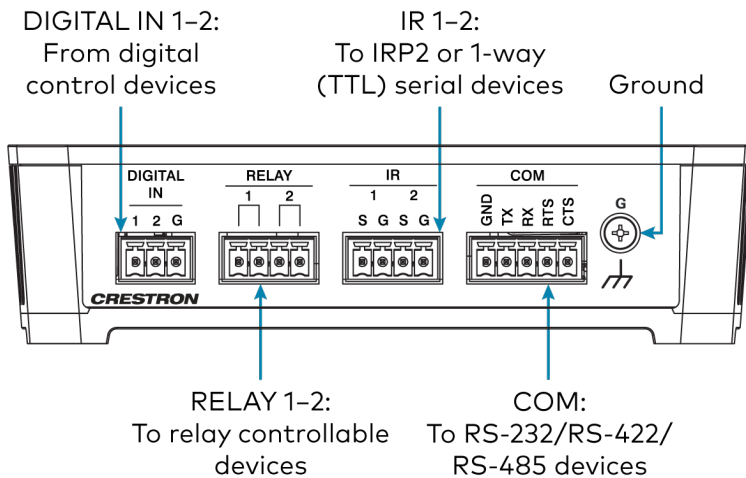 DIGITAL IN 1–2:
From digital
control devices
IR 1–2:
To IRP2 or 1-way
(TTL) serial devices
Ground
DIGITAL
IN
1 2 G
RELAY
1 2
IR
1 2
S G S G
COM
GND
TX
RX
RTS
CTS
G
CRESTRON
RELAY 1–2:
To relay controllable
devices
COM:
To RS-232/RS-422/
RS-485 devices